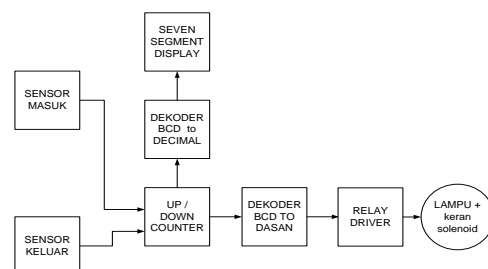 SEVEN
SEGMENT
DISPLAY
SENSOR
MASUK
DEKODER
BCD to
DECIMAL
UP /
DOWN
COUNTER
DEKODER
BCD TO
DASAN
RELAY
DRIVER
LAMPU +
keran
solenoid
SENSOR
KELUAR